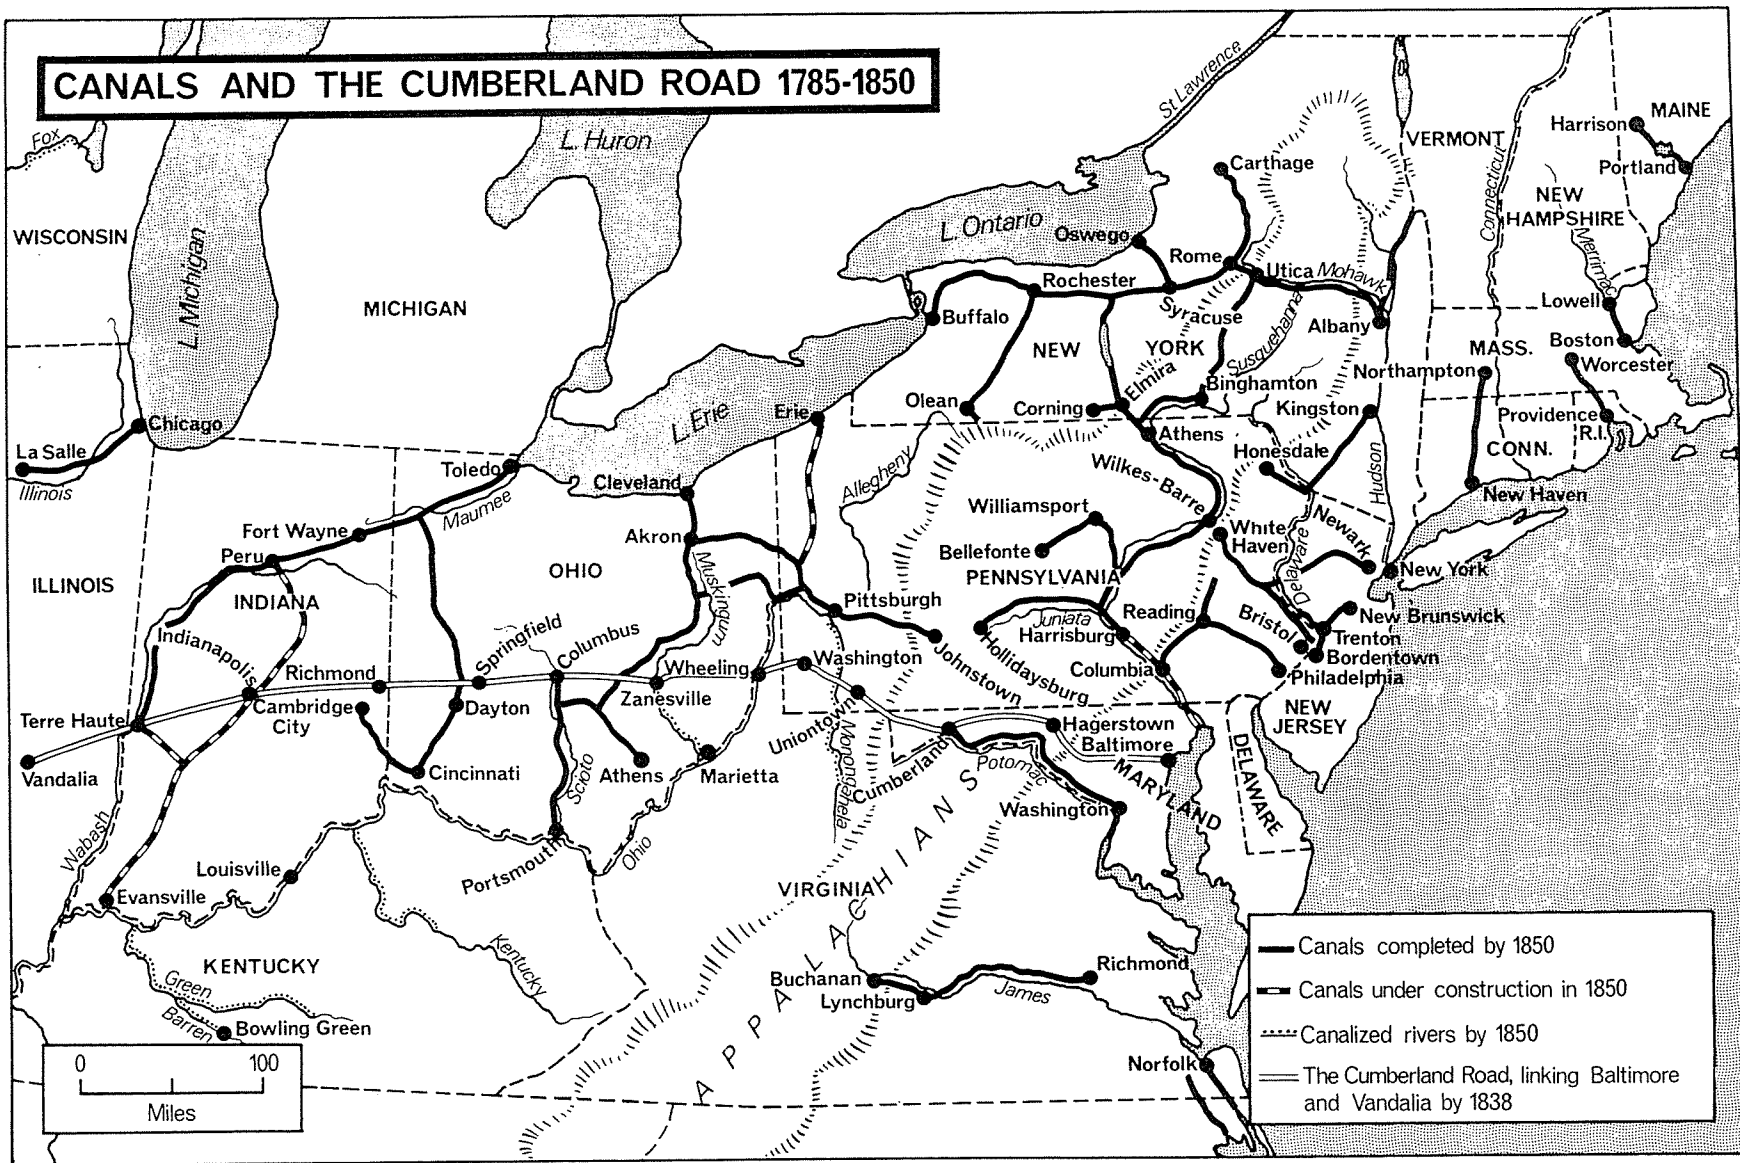 CANALS AND THE CUMBERLAND ROAD 1785-1850
Fox
L. Huron
St Lawrence
MAINE
Harrison
VERMONT
Portland
Carthage
Connecticut
NEW
HAMPSHIRE
WISCONSIN
L. Michigan
L. Ontario
Oswego
Rome
Utica
Mohawk
Merrimac
MICHIGAN
Rochester
Lowell
Buffalo
Syracuse
Albany
Boston
NEW YORK
MASS.
Worcester
Susquehanna
Northampton
Elmira
Binghamton
Olean
Corning
Kingston
Providence
R.I.
L. Erie
Erie
Athens
Chicago
La Salle
Illinois
Toledo
Cleveland
Allegheny
Honesdale
CONN.
Hudson
New Haven
Maumee
Wilkes-Barre
Williamsport
Fort Wayne
Akron
White
Haven
Newark
Delaware
Peru
Bellefonte
New York
ILLINOIS
OHIO
Muskingum
PENNSYLVANIA
INDIANA
Pittsburgh
Juniata
Reading
New Brunswick
Harrisburg
Bristol
Trenton
Indianapolis
Springfield
Columbus
Johnstown
Hollidaysburg
Bordentown
Richmond
Wheeling
Washington
Columbia
Philadelphia
Zanesville
Cambridge
City
Dayton
Terre Haute
Uniontown
Monongahela
Hagerstown
NEW
JERSEY
Baltimore
Vandalia
Cincinnati
Scioto
Athens
Marietta
Cumberland
Potomac
MARYLAND
DELAWARE
Washington
Wabash
Louisville
Portsmouth
Ohio
Evansville
VIRGINIA
APPALACHIANS
KENTUCKY
Kentucky
Green
Barren
Bowling Green
Buchanan
Lynchburg
James
Richmond
Norfolk
Canals completed by 1850
Canals under construction in 1850
Canalized rivers by 1850
The Cumberland Road, linking Baltimore
and Vandalia by 1838
0 100
Miles